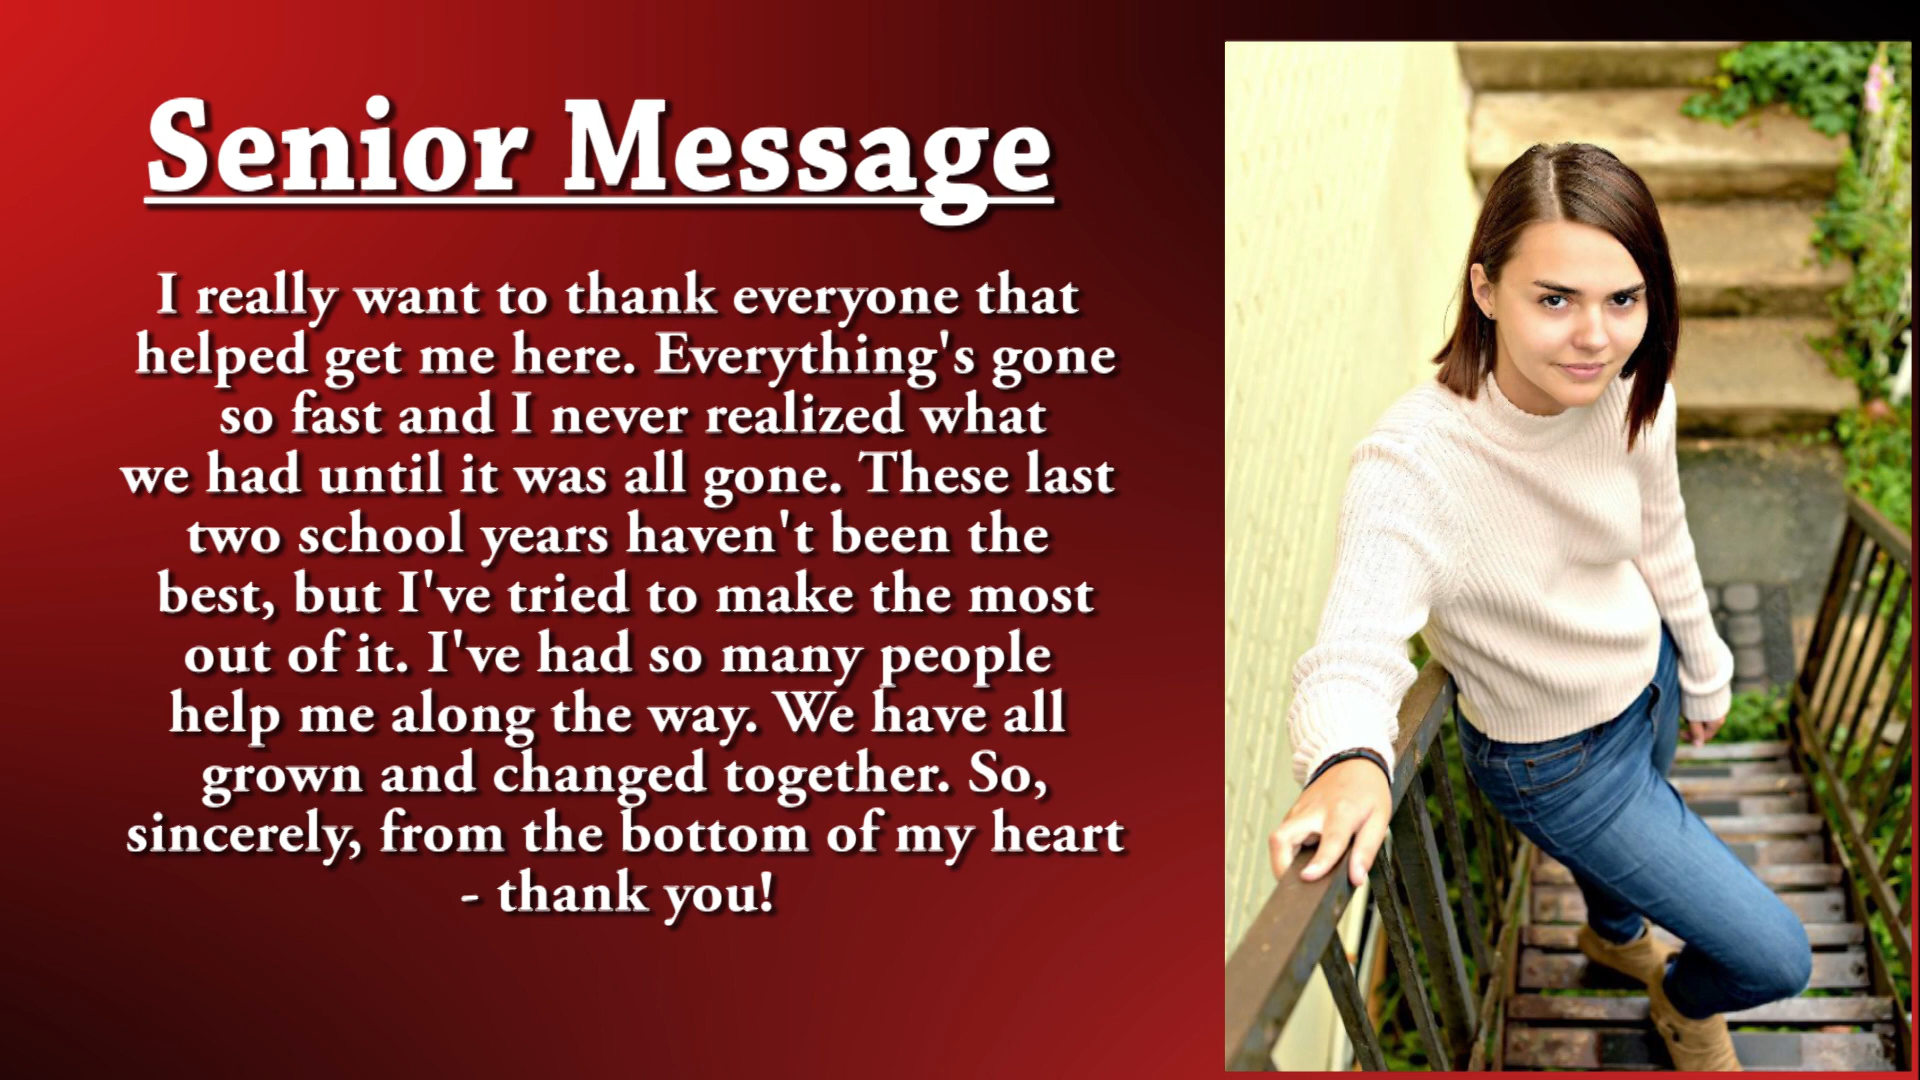 Senior Message
I really want to thank everyone that
helped get me here. Everything's gone
so fast and I never realized what
we had until it was all gone. These last
two school years haven't been the
best, but I've tried to make the most
out of it. I've had so many people
help me along the way. We have all
grown and changed together. So,
sincerely, from the bottom of my heart
- thank you!